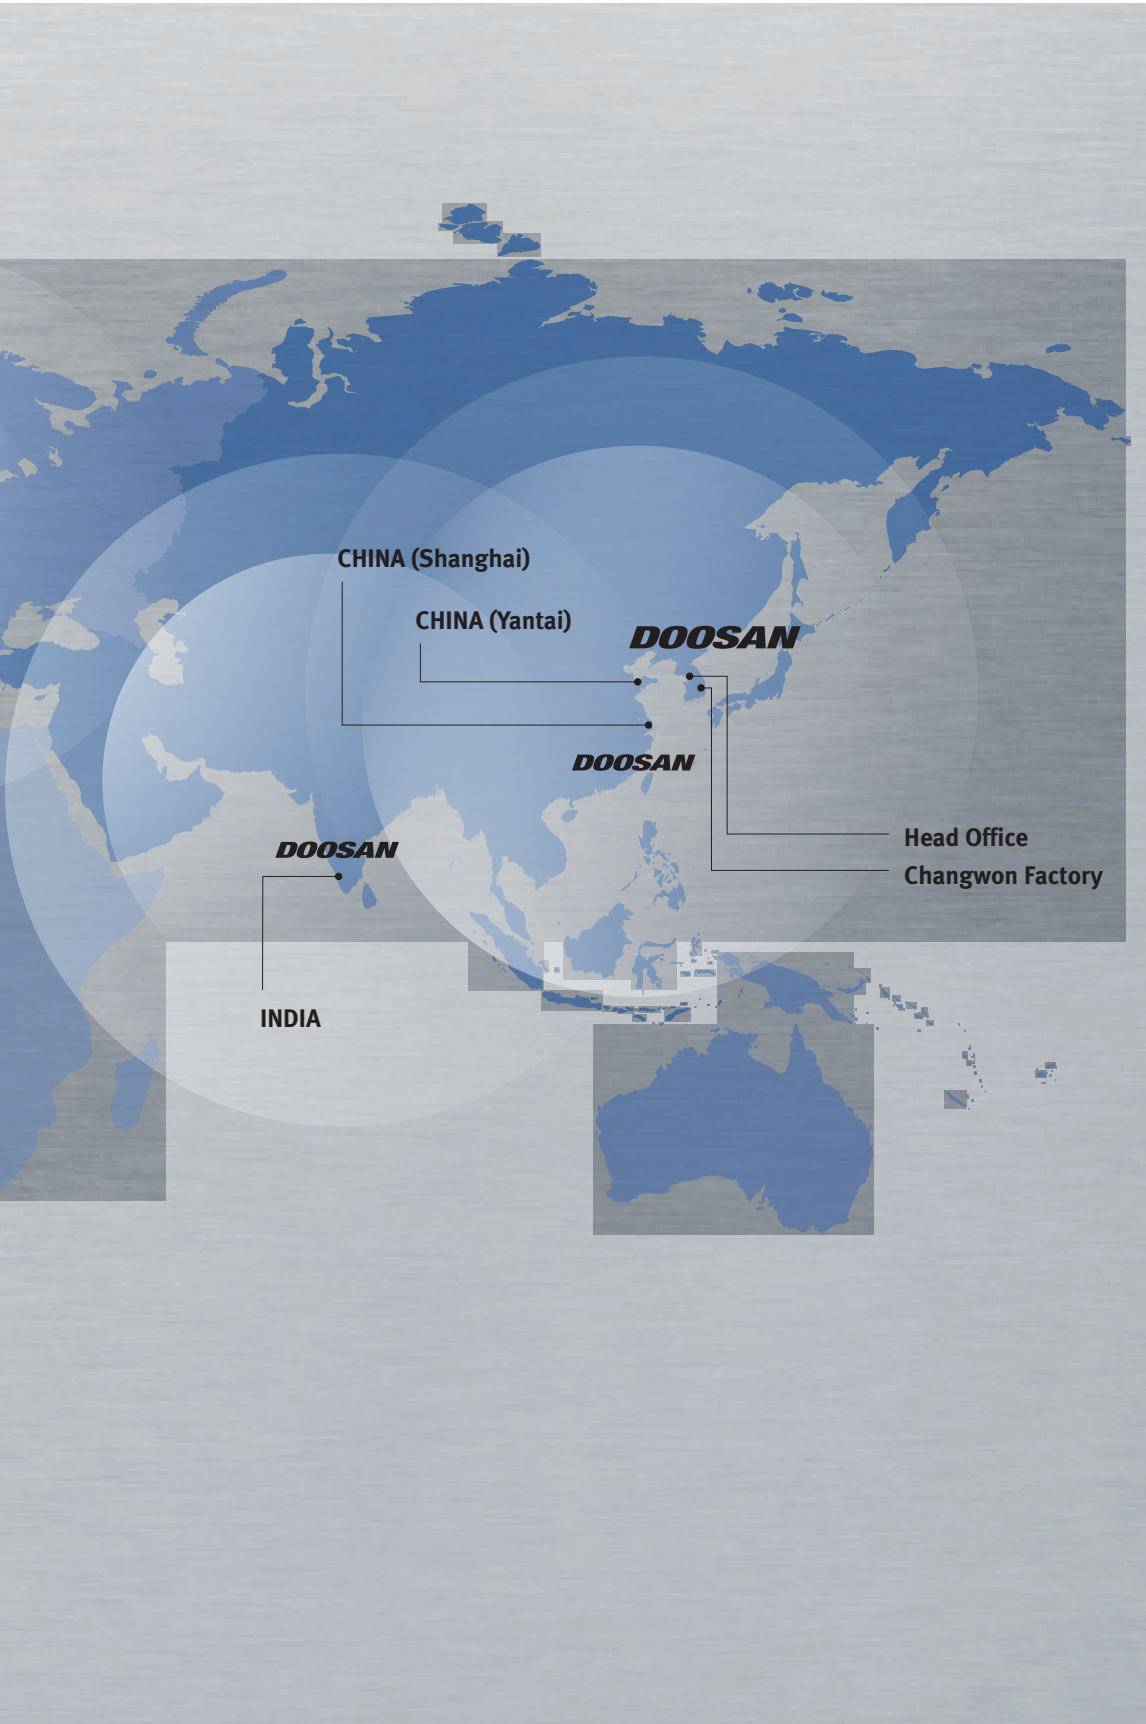 CHINA (Shanghai)
CHINA (Yantai)
DOOSAN
DOOSAN
Head Office
DOOSAN
Changwon Factory
INDIA